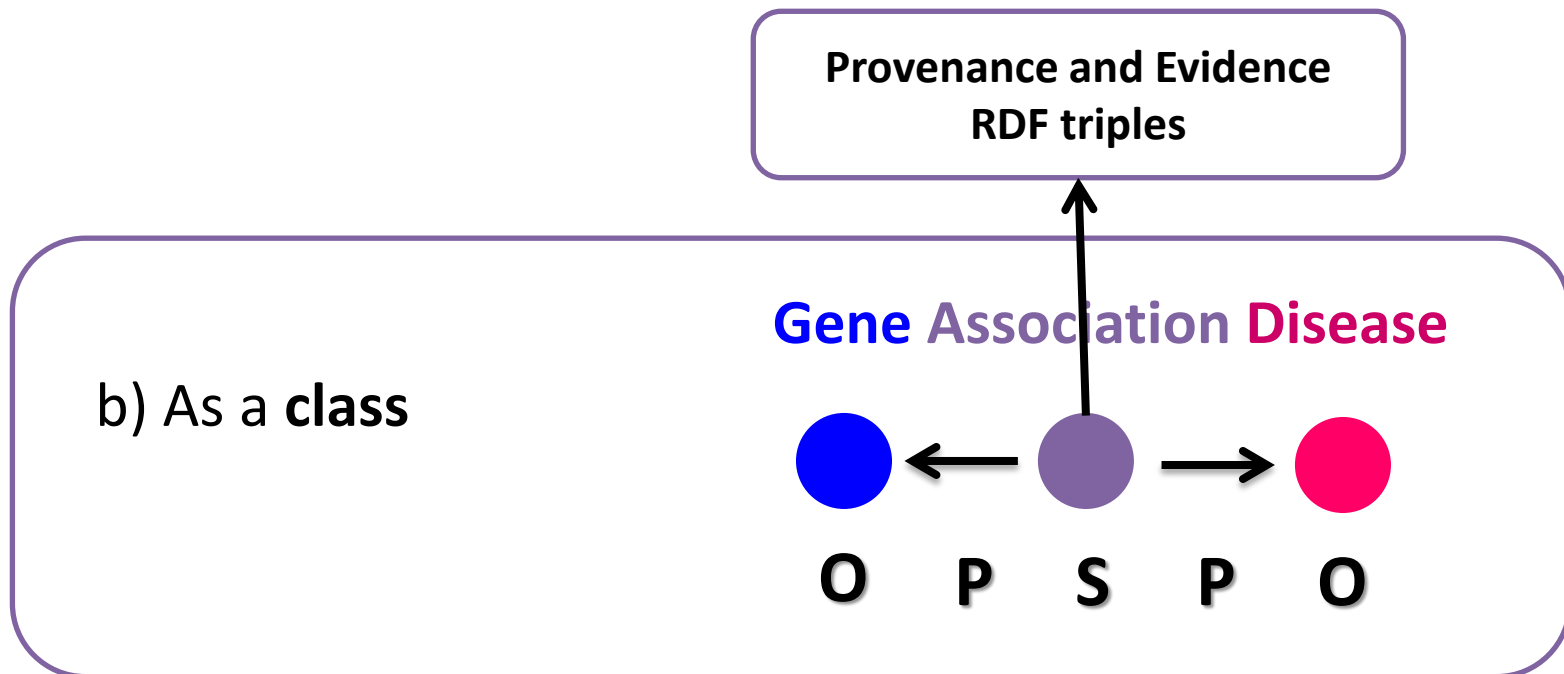 Provenance and Evidence
RDF triples
Gene Association Disease
b) As a class
O P S P O